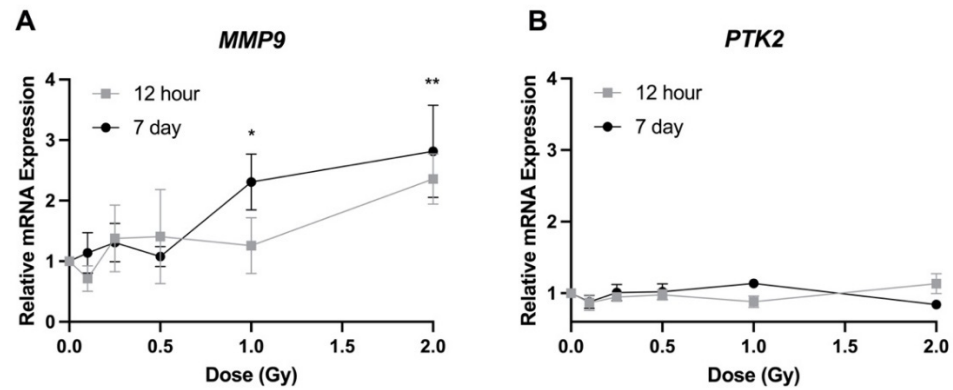 A
MMP9
Relative mRNA Expression
4
3
2
1
0
12 hour
7 day
*
**
0.0
0.5
1.0
1.5
2.0
Dose (Gy)
B
PTK2
Relative mRNA Expression
4
3
2
1
12 hour
7 day
0.0
0.5
1.0
1.5
2.0
Dose (Gy)